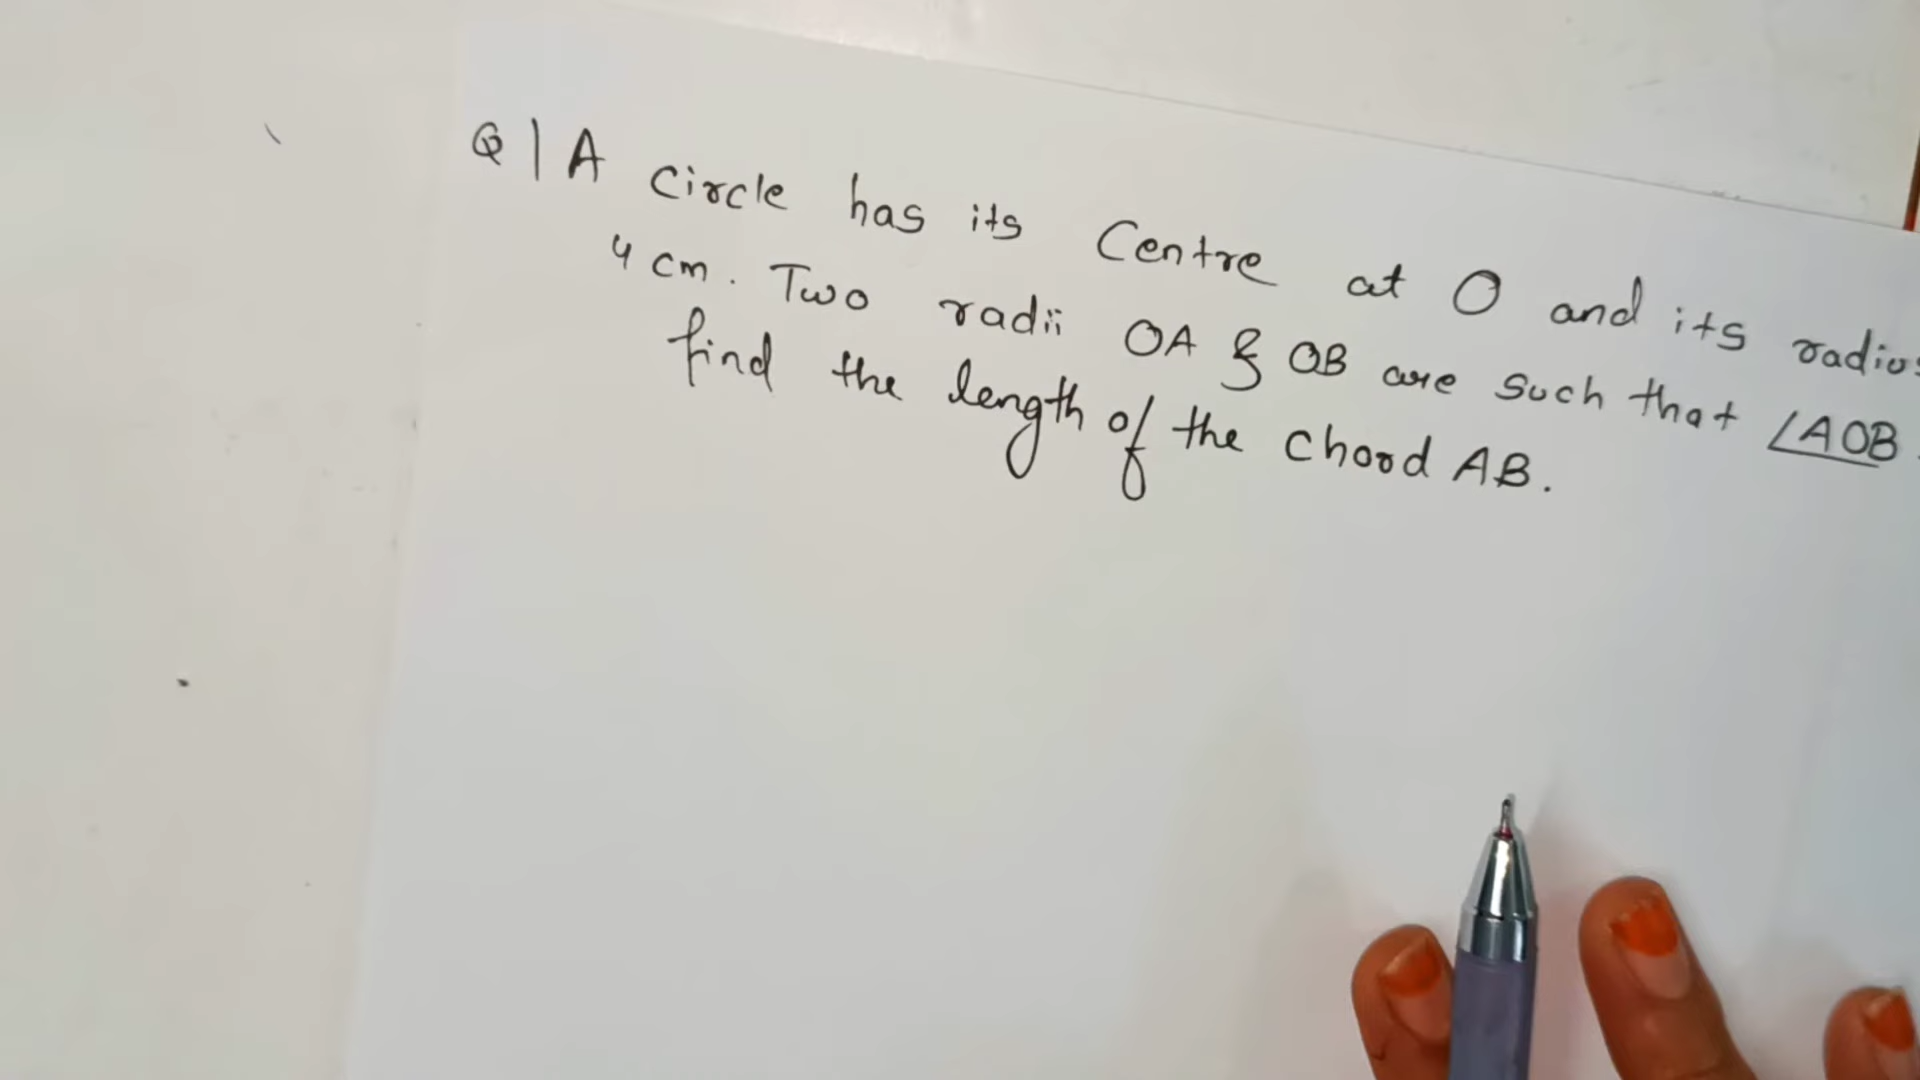 Q | A circle has its Centre at O and its radius
4 cm. Two radii OA & OB are such that ∠AOB
find the length of the chord AB.